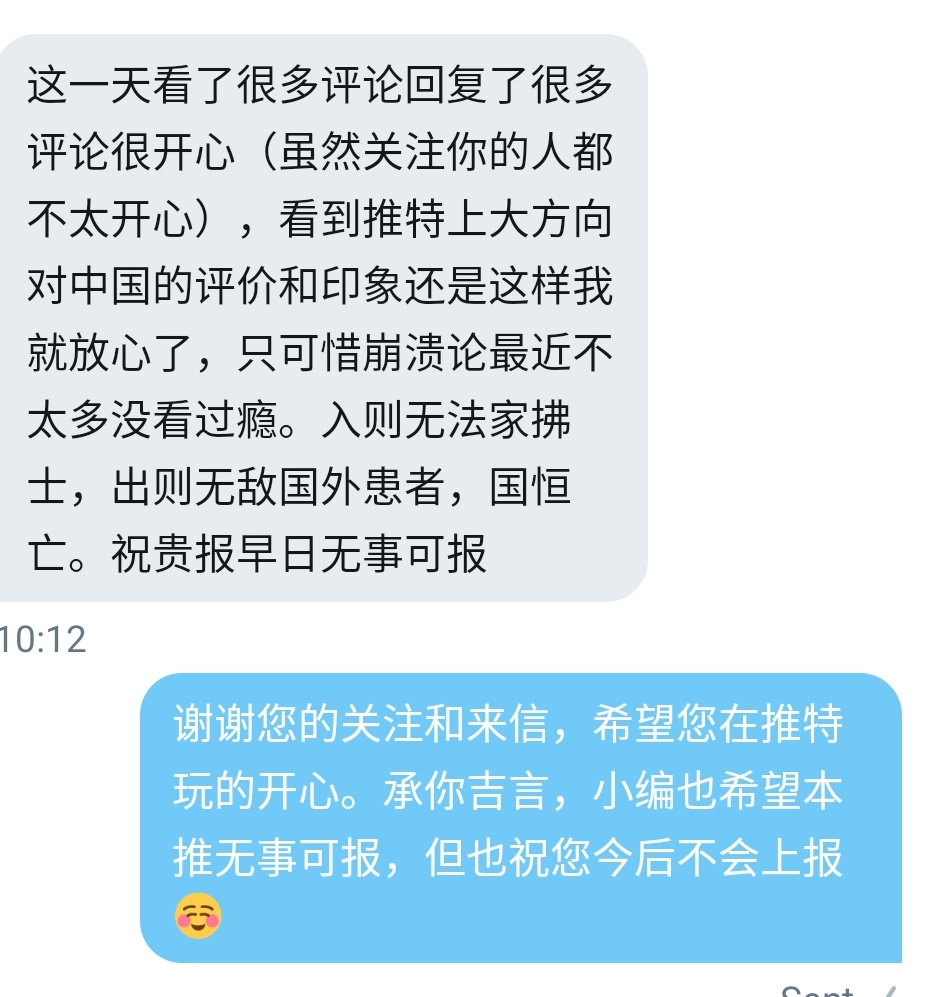 这一天看了很多评论回复了很多
评论很开心（虽然关注你的人都
不太开心），看到推特上大方向
对中国的评价和印象还是这样我
就放心了，只可惜崩溃论最近不
太多没看过瘾。入则无法家拂
士，出则无敌国外患者，国恒
亡。祝贵报早日无事可报
10:12
谢谢您的关注和来信，希望您在推特
玩的开心。承你吉言，小编也希望本
推无事可报，但也祝您今后不会上报
☺️
Sent ✓